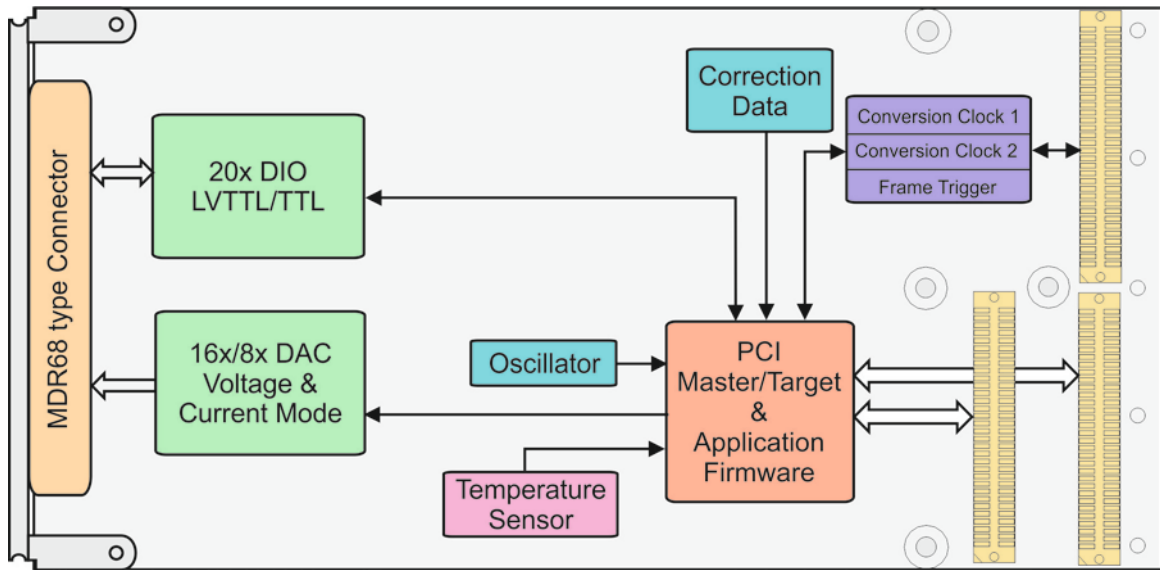 MDR68 type Connector
20x DIO
LVTTL/TTL
16x/8x DAC
Voltage &
Current Mode
Correction
Data
Conversion Clock 1
Conversion Clock 2
Frame Trigger
Oscillator
Temperature
Sensor
PCI
Master/Target
&
Application
Firmware